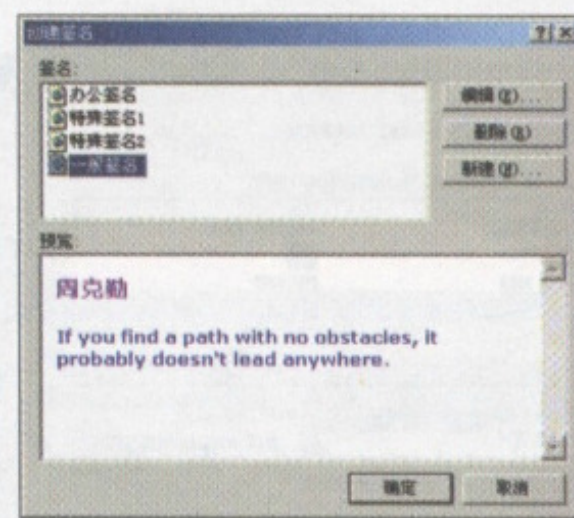 创建签名
签名:
办公签名
特殊签名1
特殊签名2
一般签名
编辑(E)...
删除(R)
新建(N)...
预览
周克勤
If you find a path with no obstacles, it
probably doesn't lead anywhere.
确定
取消